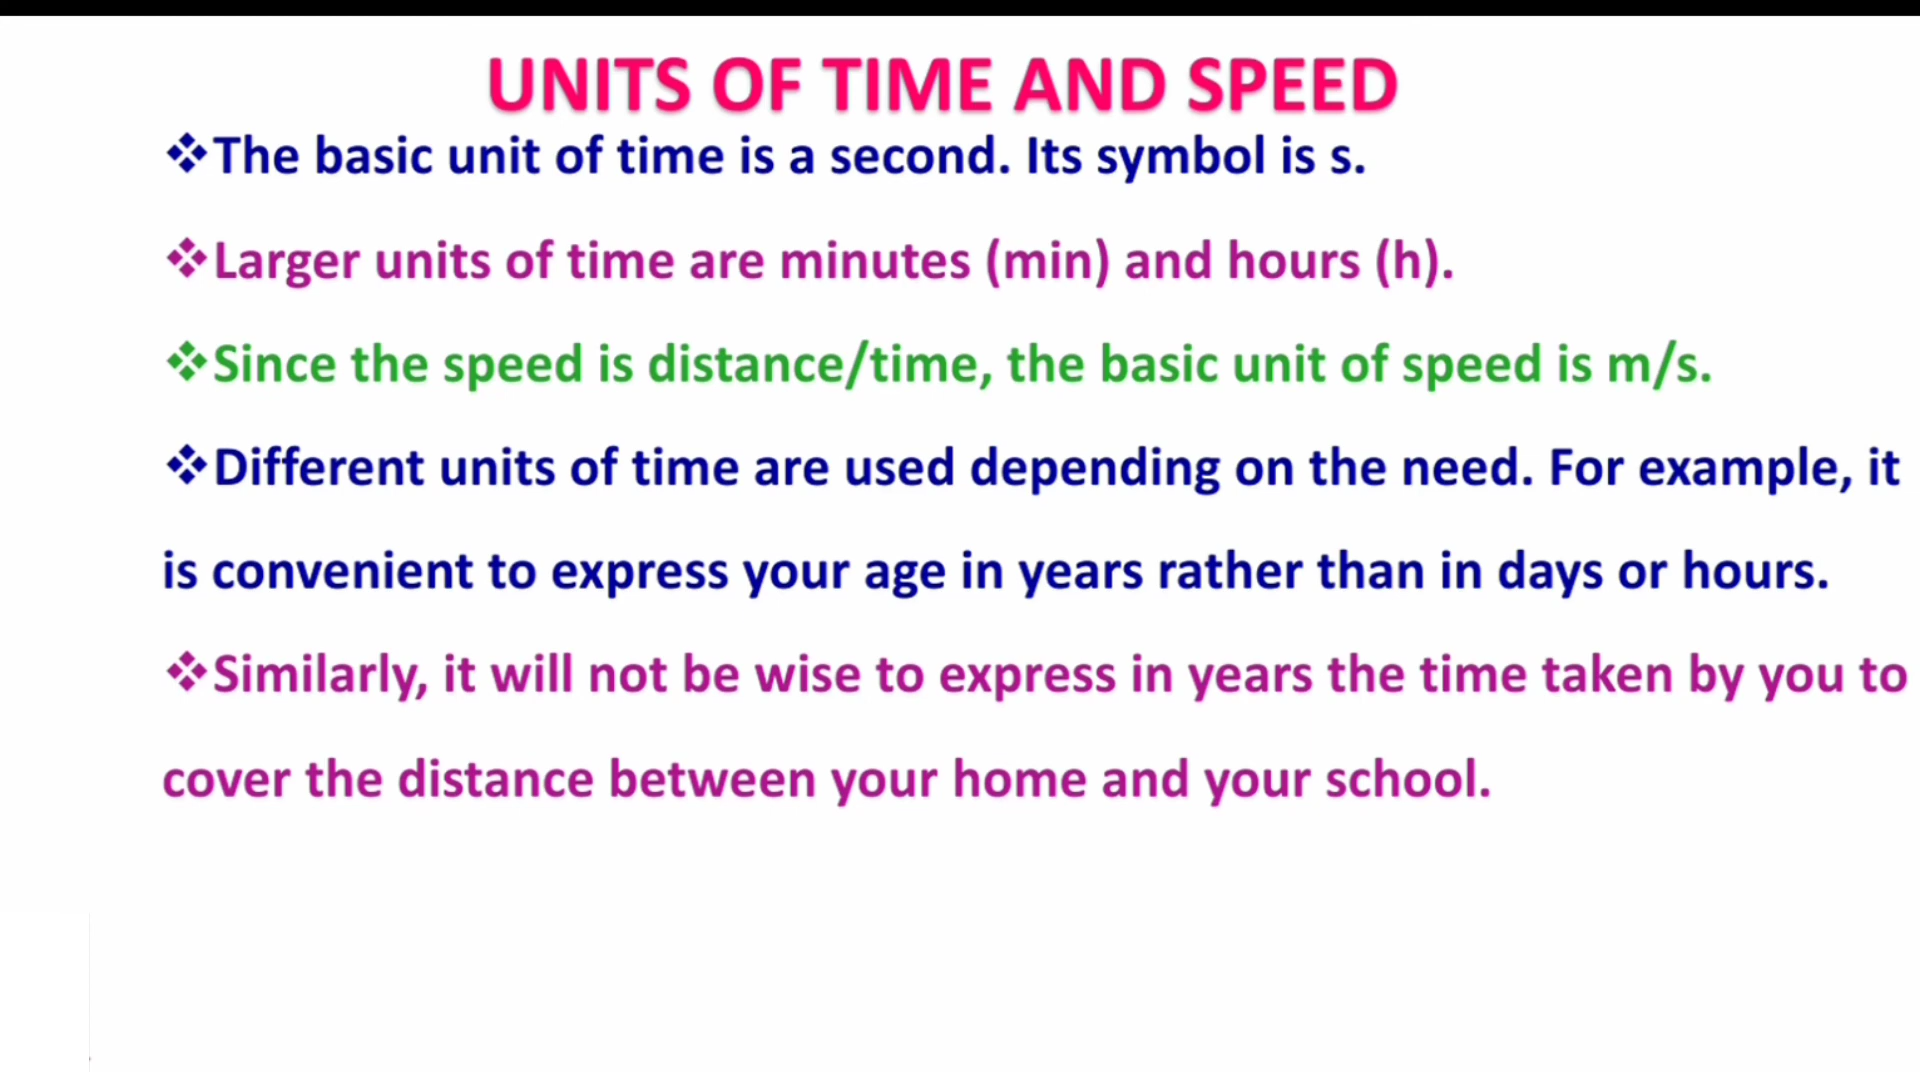 UNITS OF TIME AND SPEED
❖The basic unit of time is a second. Its symbol is s.
❖Larger units of time are minutes (min) and hours (h).
❖Since the speed is distance/time, the basic unit of speed is m/s.
❖Different units of time are used depending on the need. For example, it
is convenient to express your age in years rather than in days or hours.
❖Similarly, it will not be wise to express in years the time taken by you to
cover the distance between your home and your school.